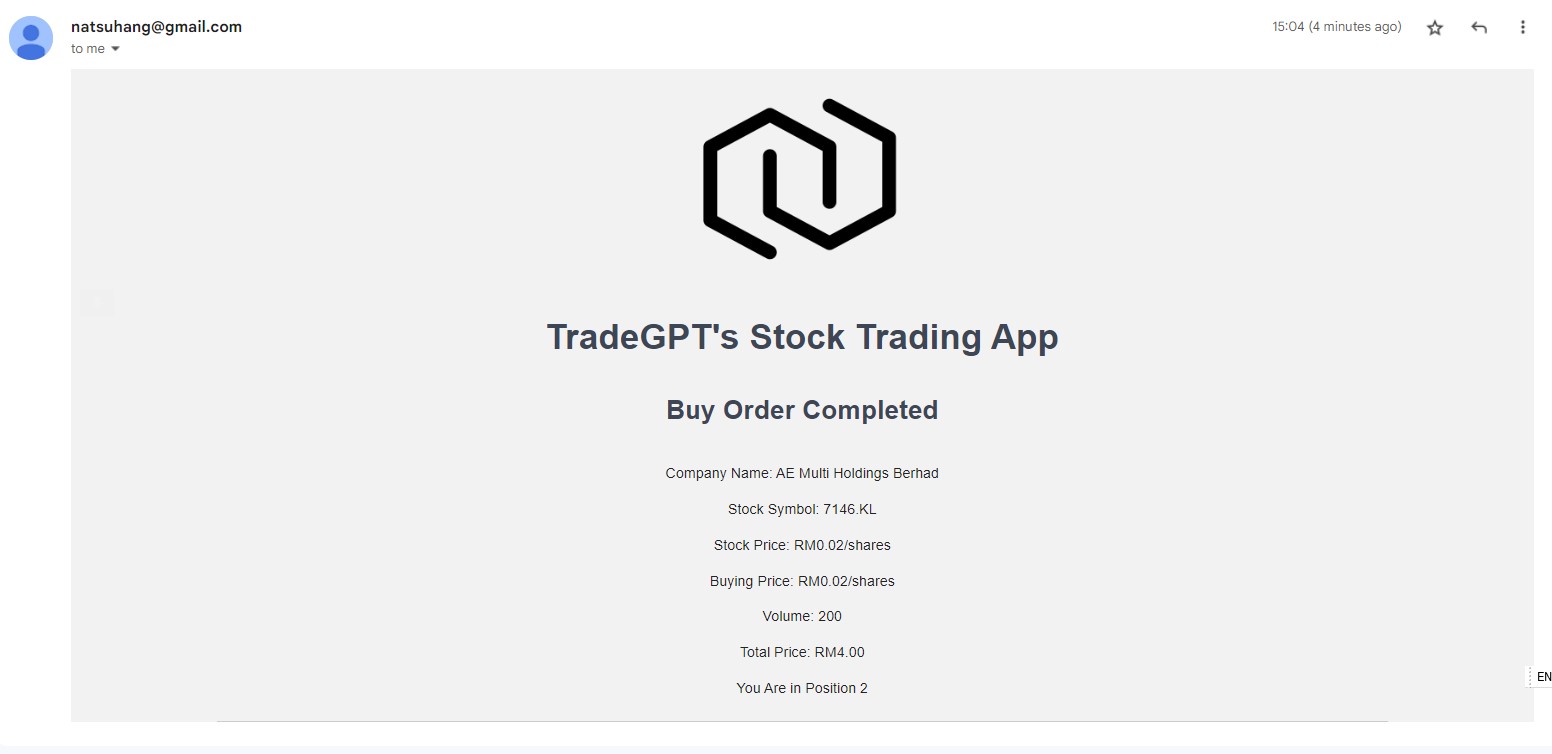 natsuhang@gmail.com
15:04 (4 minutes ago)
to me
TradeGPT's Stock Trading App
Buy Order Completed
Company Name: AE Multi Holdings Berhad
Stock Symbol: 7146.KL
Stock Price: RM0.02/shares
Buying Price: RM0.02/shares
Volume: 200
Total Price: RM4.00
EN
You Are in Position 2